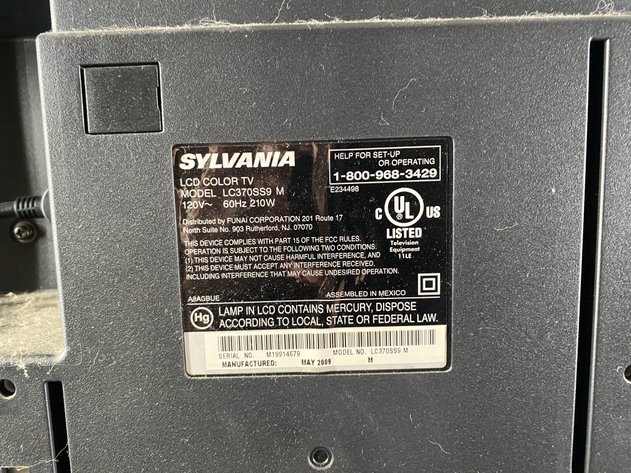 SYLVANIA
LCD COLOR TV
MODEL LC370SS9 M
120V~ 60Hz 210W
HELP FOR SET-UP
OR OPERATING
1-800-968-3429
E234498
Distributed by FUNAI CORPORATION 201 Route 17
North Suite No. 903 Rutherford, NJ. 07070
C UL US
LISTED
Television
Equipment
11LE
THIS DEVICE COMPLIES WITH PART 15 OF THE FCC RULES.
OPERATION IS SUBJECT TO THE FOLLOWING TWO CONDITIONS:
(1) THIS DEVICE MAY NOT CAUSE HARMFUL INTERFERENCE, AND
(2) THIS DEVICE MUST ACCEPT ANY INTERFERENCE RECEIVED,
INCLUDING INTERFERENCE THAT MAY CAUSE UNDESIRED OPERATION.
A8AGBUE ASSEMBLED IN MEXICO
Hg LAMP IN LCD CONTAINS MERCURY, DISPOSE
ACCORDING TO LOCAL, STATE OR FEDERAL LAW.
SERIAL NO. M19914679 MODEL NO. LC370SS9 M
MANUFACTURED: MAY 2009 M